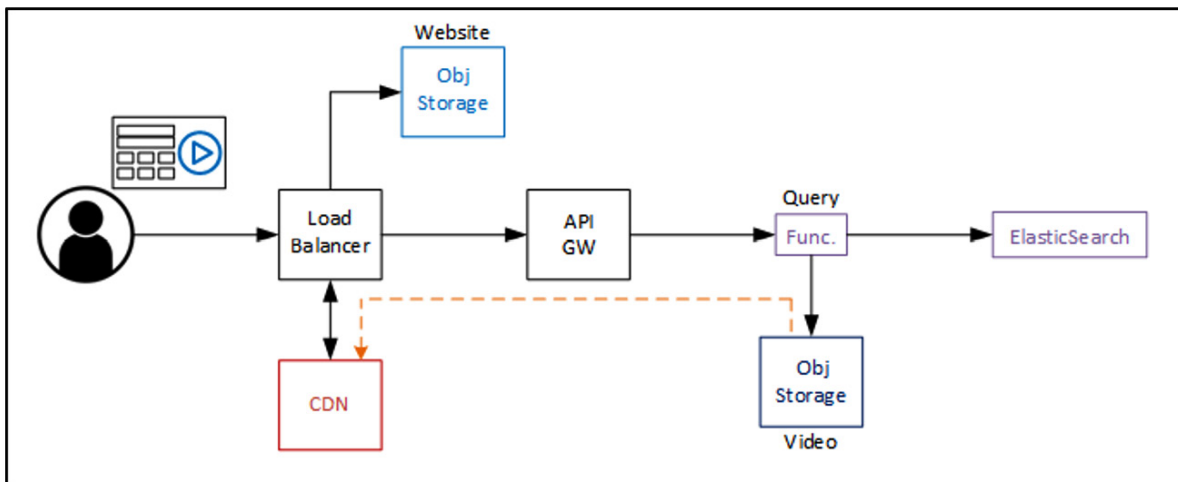 Website
Obj
Storage
Load
Balancer
API
GW
Query
Func.
ElasticSearch
CDN
Obj
Storage
Video